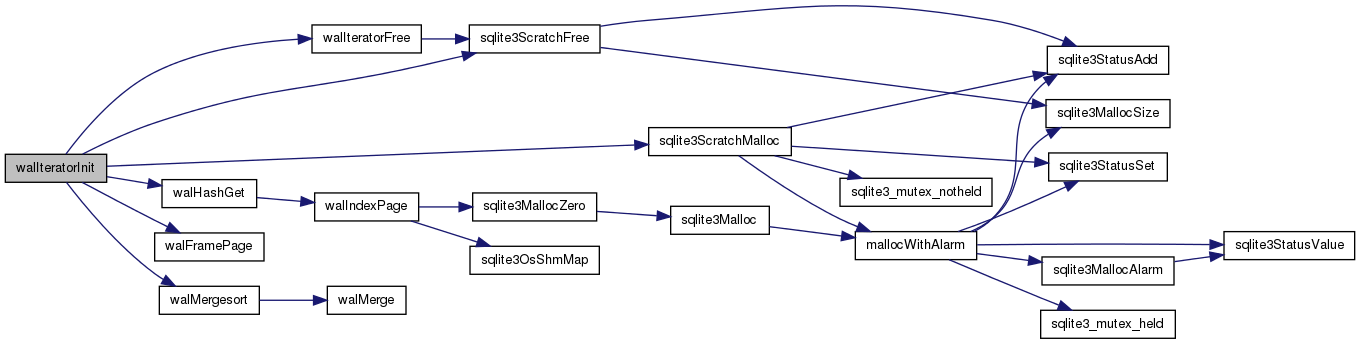 walIteratorInit
walIteratorFree
sqlite3ScratchFree
sqlite3StatusAdd
sqlite3MallocSize
sqlite3ScratchMalloc
sqlite3StatusSet
sqlite3_mutex_notheld
walHashGet
walIndexPage
sqlite3MallocZero
sqlite3Malloc
mallocWithAlarm
sqlite3StatusValue
walFramePage
sqlite3OsShmMap
sqlite3MallocAlarm
walMergesort
walMerge
sqlite3_mutex_held